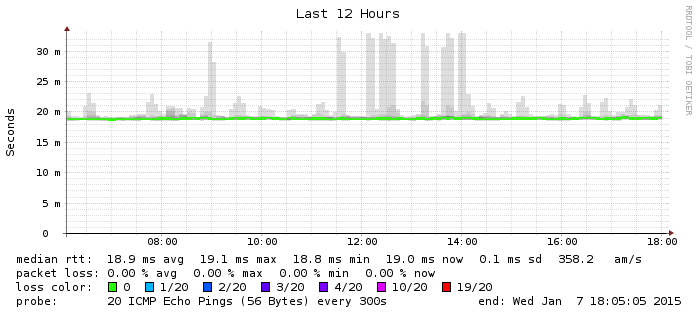 Last 12 Hours
RRDTOOL / TOBI OETIKER
Seconds
30 m
25 m
20 m
15 m
10 m
5 m
0
08:00 10:00 12:00 14:00 16:00 18:00
median rtt: 18.9 ms avg 19.1 ms max 18.8 ms min 19.0 ms now 0.1 ms sd 358.2 am/s
packet loss: 0.00 % avg 0.00 % max 0.00 % min 0.00 % now
loss color: 0 1/20 2/20 3/20 4/20 10/20 19/20
probe: 20 ICMP Echo Pings (56 Bytes) every 300s end: Wed Jan 7 18:05:05 2015